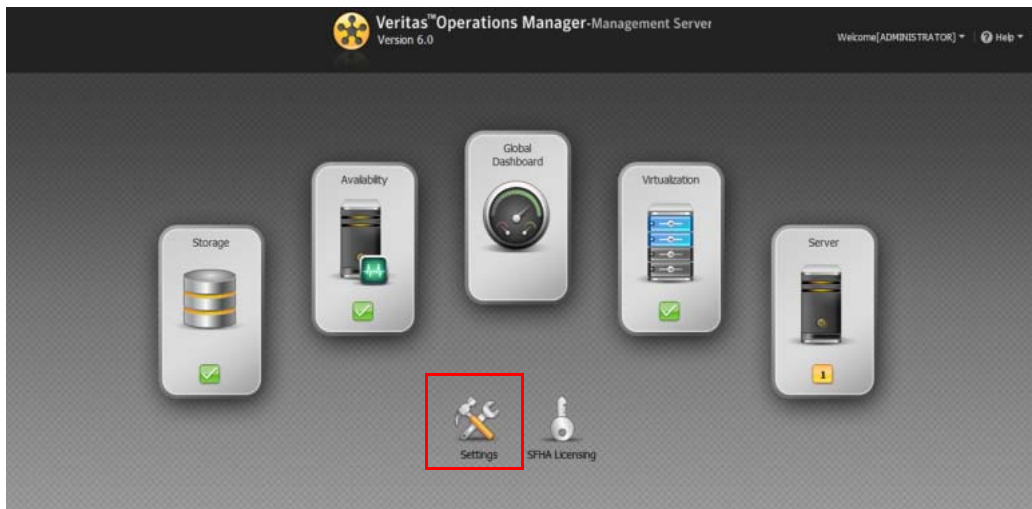 Veritas™Operations Manager-Management Server
Version 6.0
Welcome[ADMINISTRATOR]
Help
Global
Dashboard
Availability
Virtualization
Storage
Server
1
Settings
SFHA Licensing